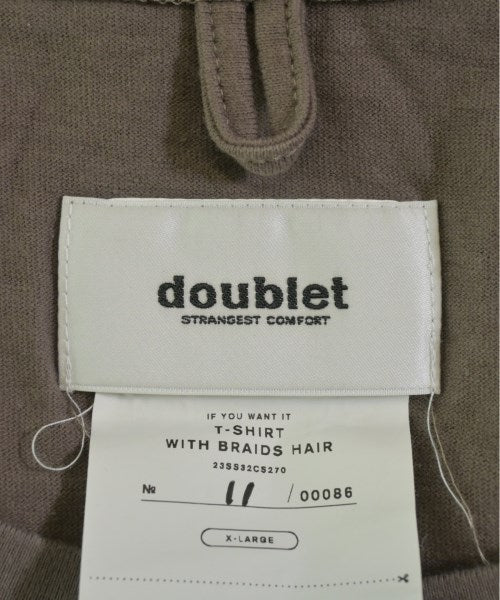 doublet
STRANGEST COMFORT
IF YOU WANT IT
T-SHIRT
WITH BRAIDS HAIR
23SS32CS270
№ 11 /00086
X-LARGE